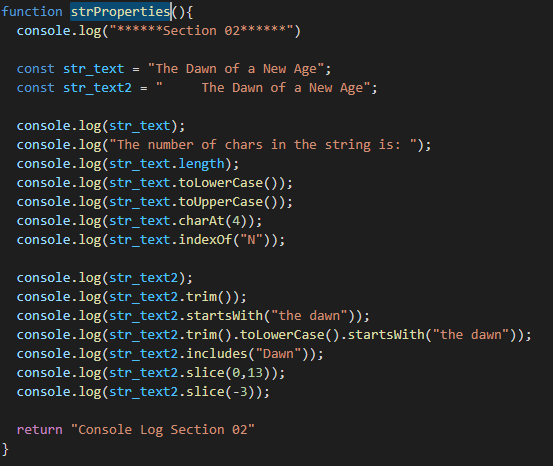 function strProperties(){
  console.log("******Section 02******")
  const str_text = "The Dawn of a New Age";
  const str_text2 = "     The Dawn of a New Age";
  console.log(str_text);
  console.log("The number of chars in the string is: ");
  console.log(str_text.length);
  console.log(str_text.toLowerCase());
  console.log(str_text.toUpperCase());
  console.log(str_text.charAt(4));
  console.log(str_text.indexOf("N"));
  console.log(str_text2);
  console.log(str_text2.trim());
  console.log(str_text2.startsWith("the dawn"));
  console.log(str_text2.trim().toLowerCase().startsWith("the dawn"));
  console.log(str_text2.includes("Dawn"));
  console.log(str_text2.slice(0,13));
  console.log(str_text2.slice(-3));
  return "Console Log Section 02"
}